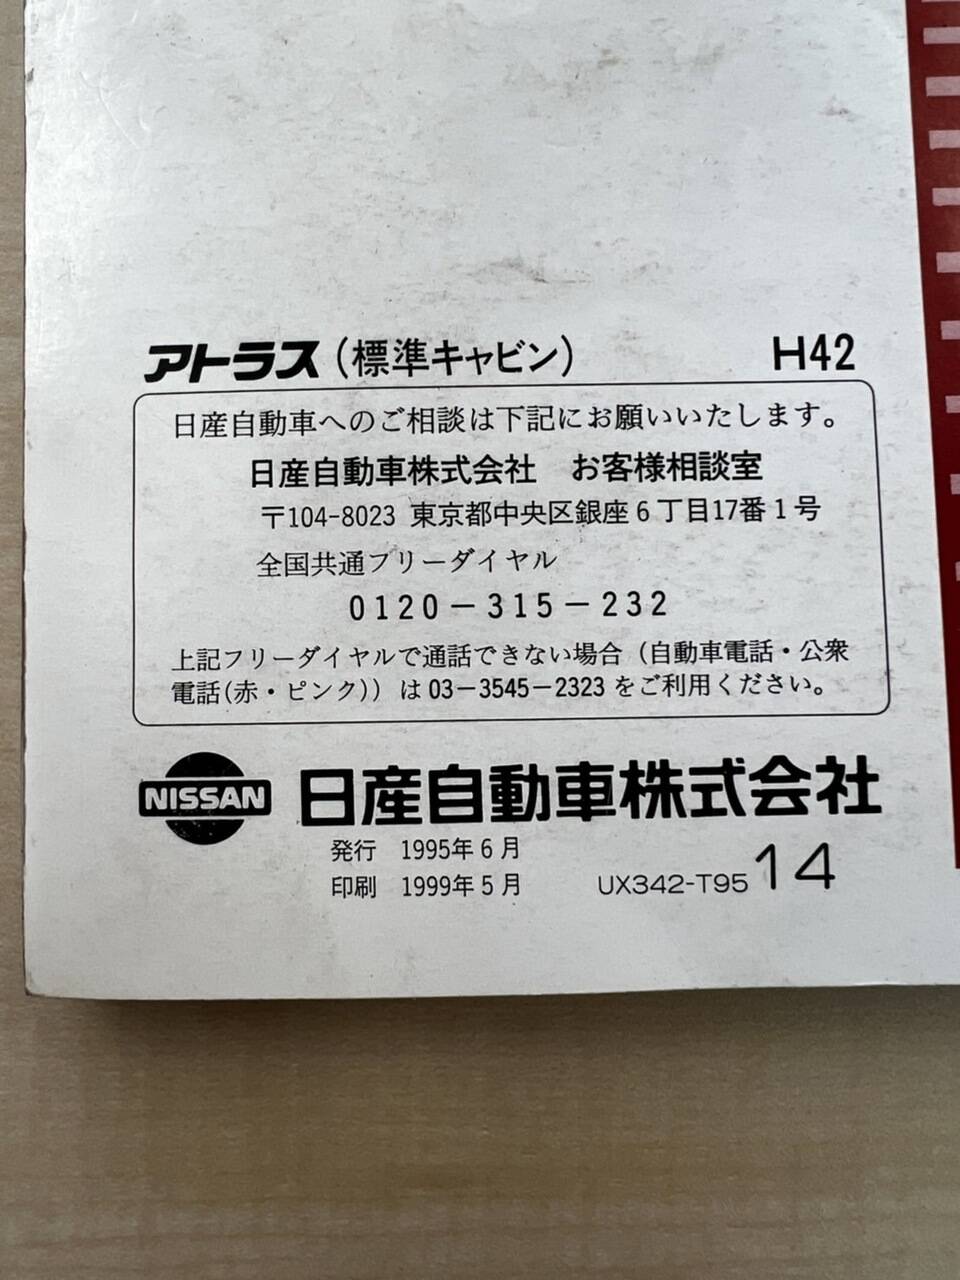 アトラス（標準キャビン） H42
日産自動車へのご相談は下記にお願いいたします。
日産自動車株式会社 お客様相談室
〒104-8023 東京都中央区銀座6丁目17番1号
全国共通フリーダイヤル
0120－315－232
上記フリーダイヤルで通話できない場合（自動車電話・公衆
電話(赤・ピンク)）は03－3545－2323をご利用ください。
NISSAN 日産自動車株式会社
発行 1995年6月
印刷 1999年5月 UX342-T95 14